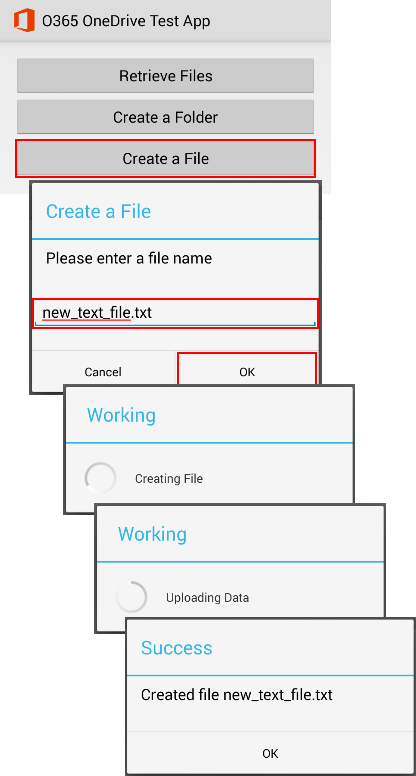 O365 OneDrive Test App
Retrieve Files
Create a Folder
Create a File
Create a File
Please enter a file name
new_text_file.txt
Cancel OK
Working
Creating File
Working
Uploading Data
Success
Created file new_text_file.txt
OK